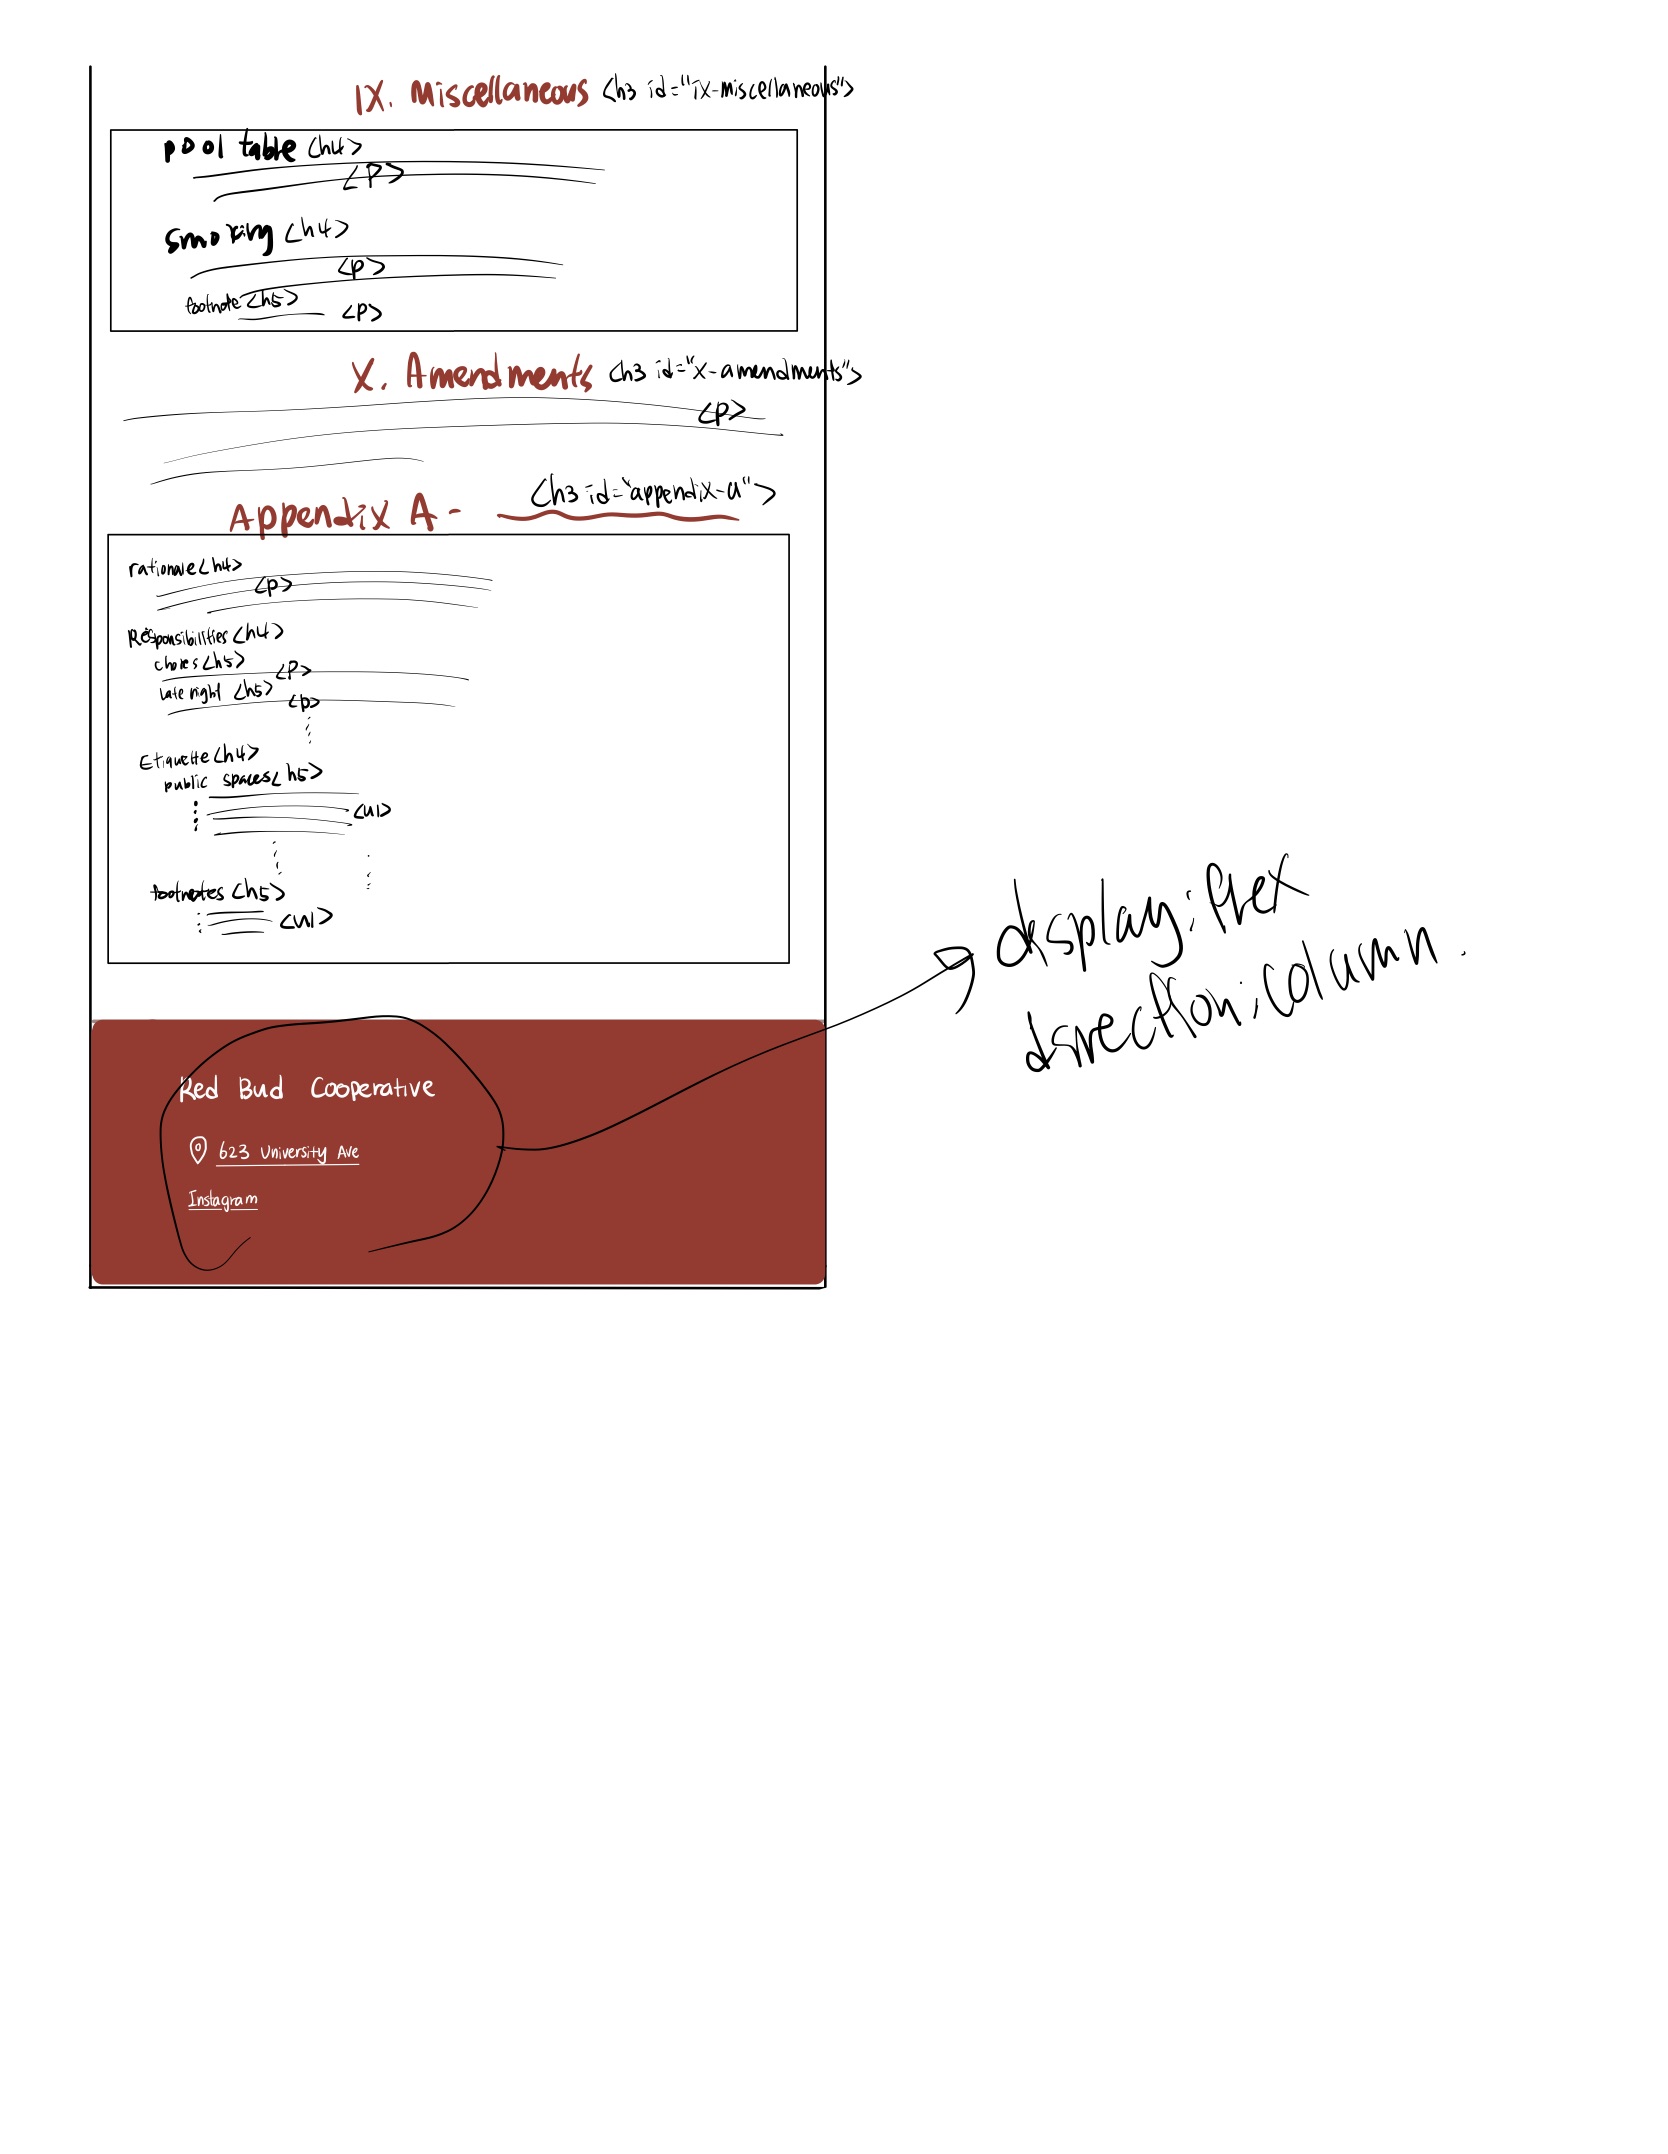 IX. Miscellaneous <h3 id="ix-miscellaneous">
pool table <h4>
<P>
smoking <h4>
<p>
footnote <h5>
<P>
X. Amendments <h3 id="x-amendments">
<p>
Appendix A - <h3 id="appendix-a">
rationale <h4>
<p>
Responsibilities <h4>
chores <h5>
<P>
late night <h5>
<p>
Etiquette <h4>
public spaces <h5>
<ul>
footnotes <h5>
<ul>
display: flex
direction: column.
Red Bud Cooperative
623 University Ave
Instagram